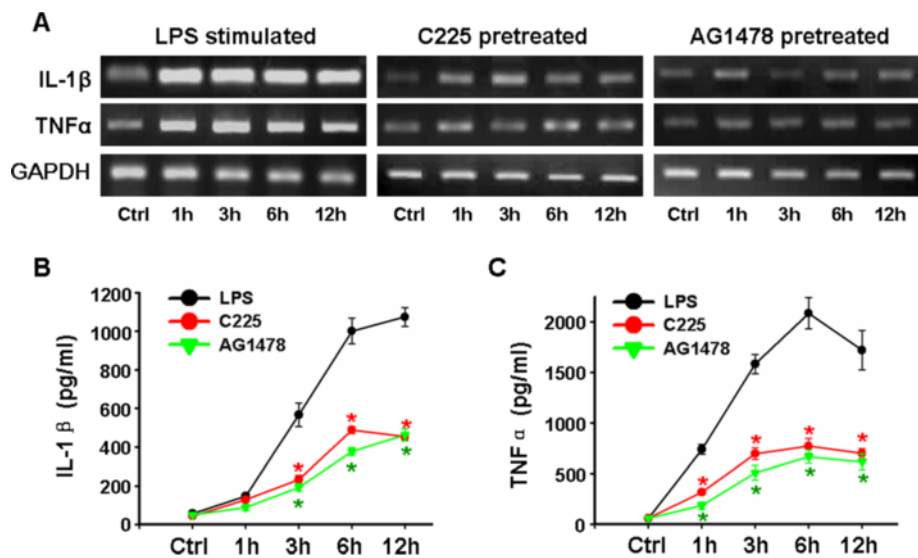 A
LPS stimulated C225 pretreated AG1478 pretreated
IL-1β
TNFα
GAPDH
Ctrl 1h 3h 6h 12h Ctrl 1h 3h 6h 12h Ctrl 1h 3h 6h 12h
B
LPS
C225
AG1478
IL-1 β (pg/ml)
1200
1000
800
600
400
200
0
* * *
* * *
Ctrl 1h 3h 6h 12h
C
LPS
C225
AG1478
TNF α (pg/ml)
2000
1500
1000
500
0
* * * *
* * * *
Ctrl 1h 3h 6h 12h